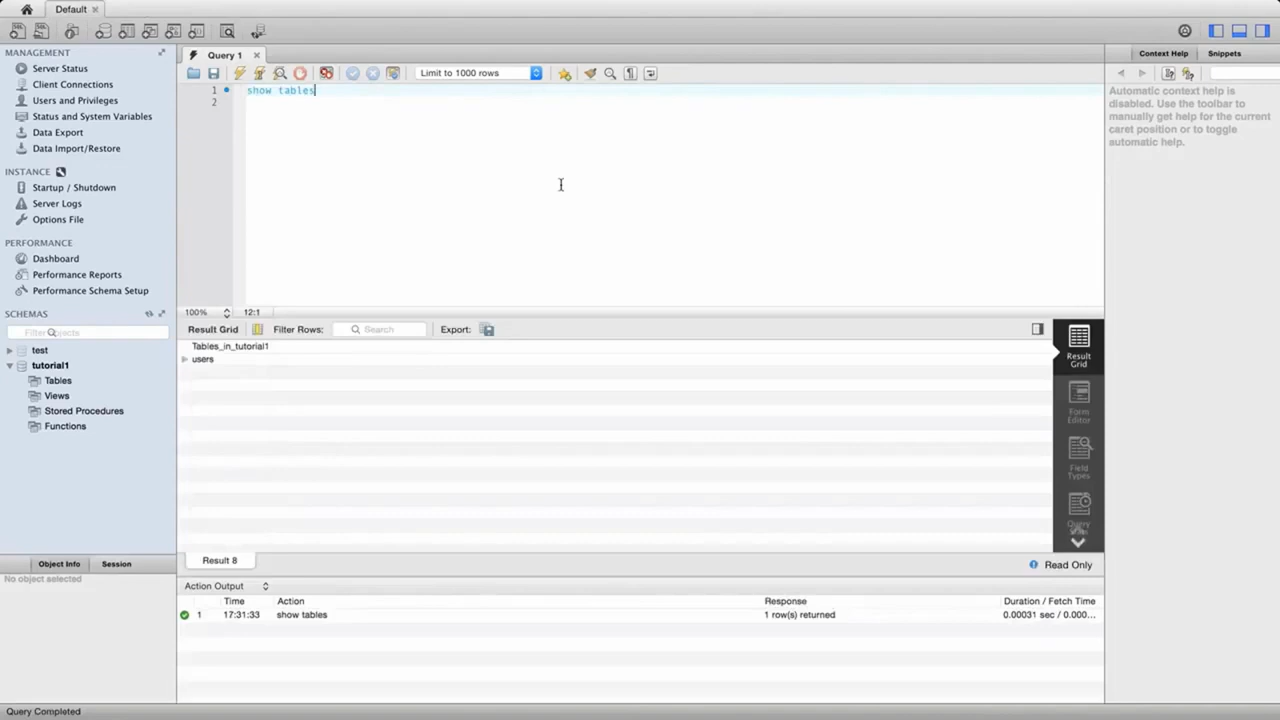 Default
MANAGEMENT
Server Status
Client Connections
Users and Privileges
Status and System Variables
Data Export
Data Import/Restore
INSTANCE
Startup / Shutdown
Server Logs
Options File
PERFORMANCE
Dashboard
Performance Reports
Performance Schema Setup
SCHEMAS
Filter objects
test
tutorial1
Tables
Views
Stored Procedures
Functions
Object Info Session
No object selected
Query 1
Limit to 1000 rows
1 show tables
2
100% 12:1
Result Grid Filter Rows: Search Export:
Tables_in_tutorial1
users
Result Grid
Form Editor
Field Types
Query
Result 8
Read Only
Action Output
Time Action Response Duration / Fetch Time
1 17:31:33 show tables 1 row(s) returned 0.00031 sec / 0.000...
Context Help Snippets
Automatic context help is
disabled. Use the toolbar to
manually get help for the current
caret position or to toggle
automatic help.
Query Completed